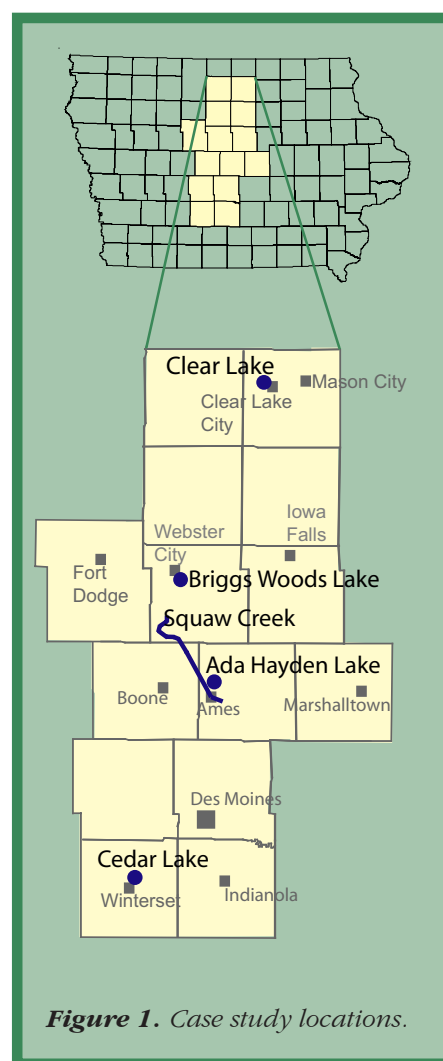 Clear Lake
Mason City
Clear Lake
City
Iowa
Falls
Webster
City
Fort
Dodge
Briggs Woods Lake
Squaw Creek
Ada Hayden Lake
Boone
Ames
Marshalltown
Des Moines
Cedar Lake
Winterset
Indianola
Figure 1. Case study locations.